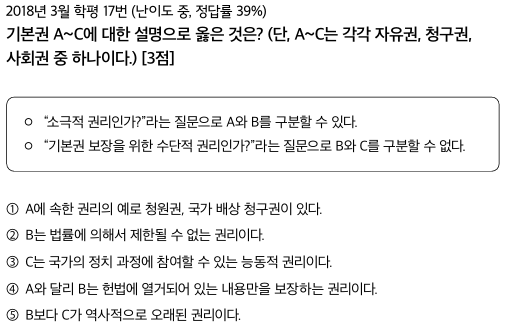 2018년 3월 학평 17번 (난이도 중, 정답률 39%)
기본권 A~C에 대한 설명으로 옳은 것은? (단, A~C는 각각 자유권, 청구권,
사회권 중 하나이다.) [3점]
○ “소극적 권리인가?”라는 질문으로 A와 B를 구분할 수 있다.
○ “기본권 보장을 위한 수단적 권리인가?”라는 질문으로 B와 C를 구분할 수 없다.
① A에 속한 권리의 예로 청원권, 국가 배상 청구권이 있다.
② B는 법률에 의해서 제한될 수 없는 권리이다.
③ C는 국가의 정치 과정에 참여할 수 있는 능동적 권리이다.
④ A와 달리 B는 헌법에 열거되어 있는 내용만을 보장하는 권리이다.
⑤ B보다 C가 역사적으로 오래된 권리이다.